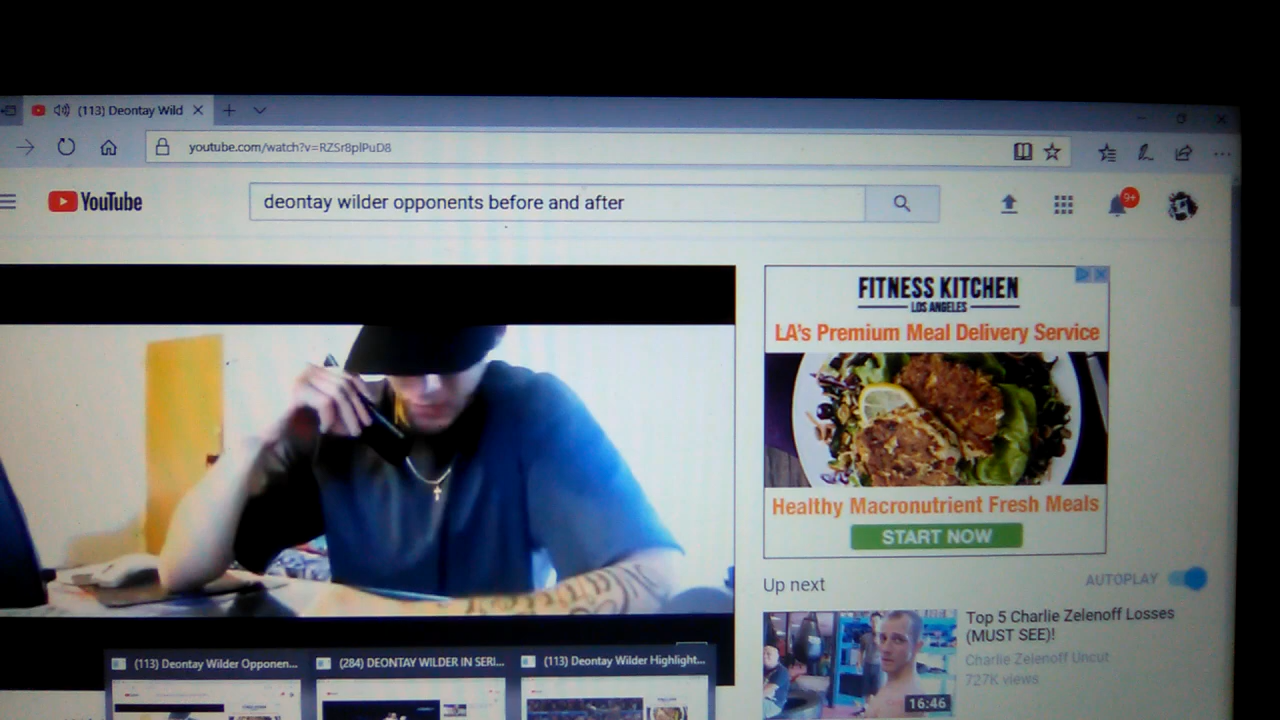 (113) Deontay Wild
youtube.com/watch?v=RZSr8plPuD8
YouTube
deontay wilder opponents before and after
9+
FITNESS KITCHEN
LOS ANGELES
LA's Premium Meal Delivery Service
Healthy Macronutrient Fresh Meals
START NOW
Up next
AUTOPLAY
Top 5 Charlie Zelenoff Losses
(MUST SEE)!
Charlie Zelenoff Uncut
727K views
16:46
(113) Deontay Wilder Opponen...
(284) DEONTAY WILDER IN SERI...
(113) Deontay Wilder Highlight...